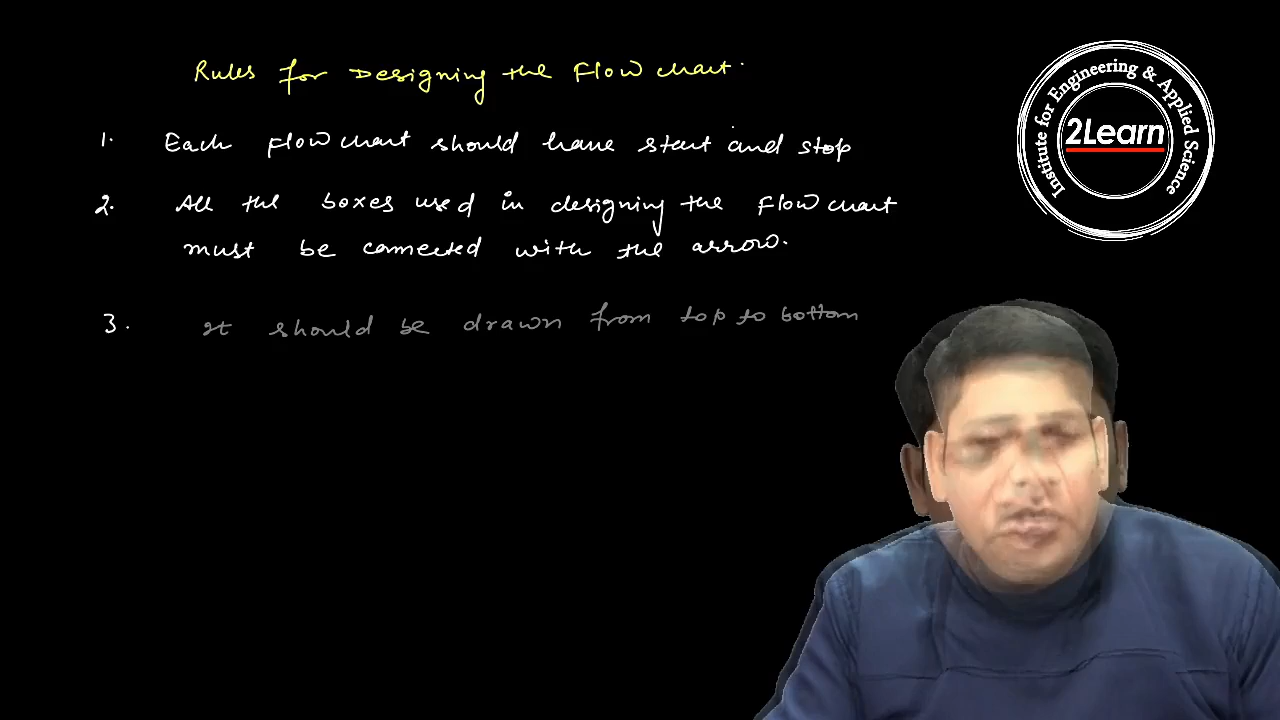 Rules for Designing the Flow chart.
1. Each flow chart should have start and stop
2. All the boxes used in designing the flow chart
must be connected with the arrow.
3. It should be drawn from top to bottom
Institute for Engineering & Applied Science
2Learn